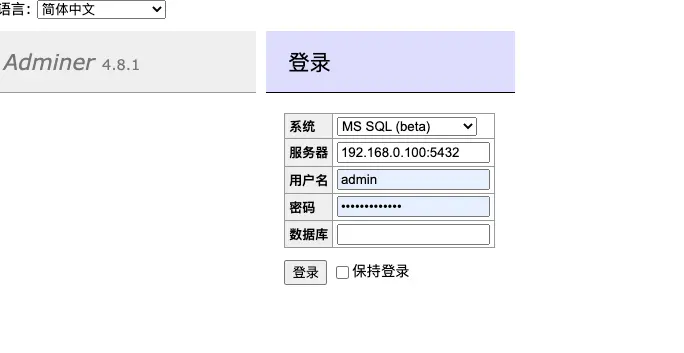 语言: 简体中文
Adminer 4.8.1
登录
系统 MS SQL (beta)
服务器 192.168.0.100:5432
用户名 admin
密码 •••••••••••••
数据库
登录 保持登录